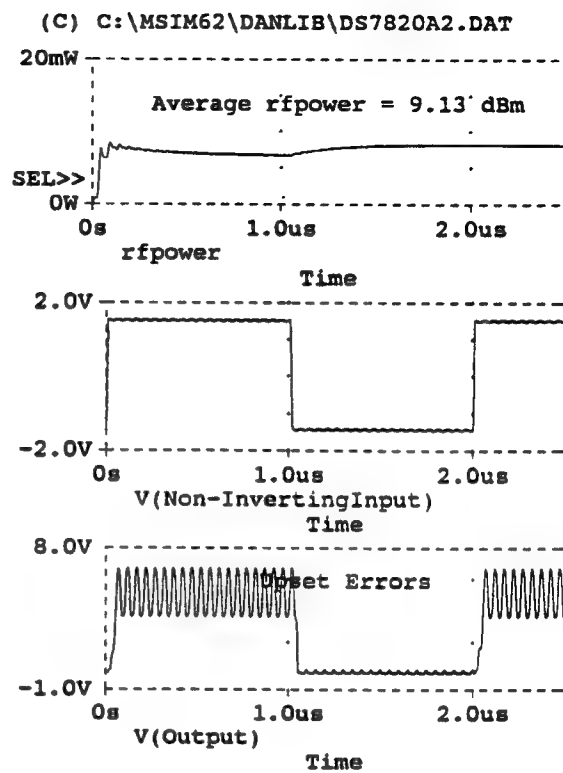 (C) C:\MSIM62\DANLIB\DS7820A2.DAT
20mW
Average rfpower = 9.13 dBm
SEL>>
0W
0s 1.0us 2.0us
rfpower
Time
2.0V
-2.0V
0s 1.0us 2.0us
V(Non-InvertingInput)
Time
8.0V
Upset Errors
-1.0V
0s 1.0us 2.0us
V(Output)
Time